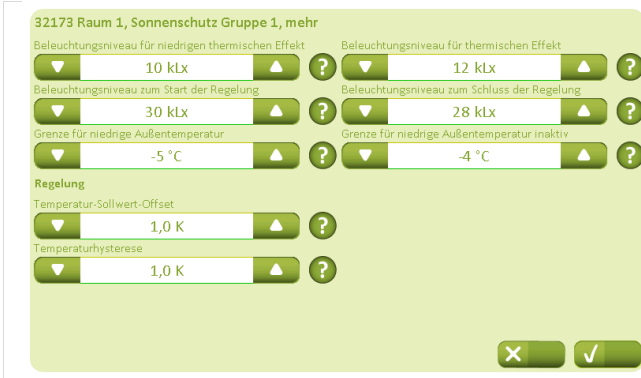 32173 Raum 1, Sonnenschutz Gruppe 1, mehr
Beleuchtungsniveau für niedrigen thermischen Effekt Beleuchtungsniveau für thermischen Effekt
10 kLx ? 12 kLx ?
Beleuchtungsniveau zum Start der Regelung Beleuchtungsniveau zum Schluss der Regelung
30 kLx ? 28 kLx ?
Grenze für niedrige Außentemperatur Grenze für niedrige Außentemperatur inaktiv
-5 °C ? -4 °C ?
Regelung
Temperatur-Sollwert-Offset
1,0 K ?
Temperaturhysterese
1,0 K ?